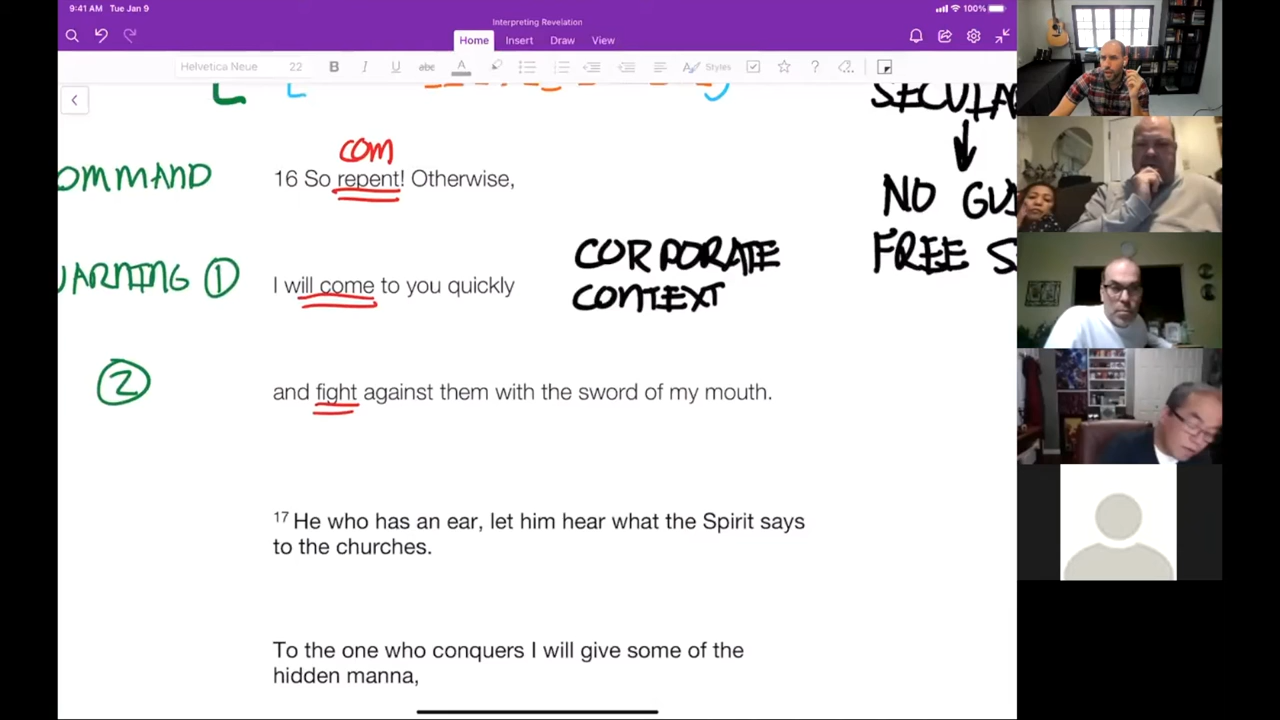 9:41 AM Tue Jan 9
100%
Interpreting Revelation
Home Insert Draw View
Helvetica Neue 22 B I U abc A Styles ?
COM
OMMAND
16 So repent! Otherwise,
NO
FREE S
CORPORATE
CONTEXT
ARNING 1
I will come to you quickly
2
and fight against them with the sword of my mouth.
17 He who has an ear, let him hear what the Spirit says
to the churches.
To the one who conquers I will give some of the
hidden manna,